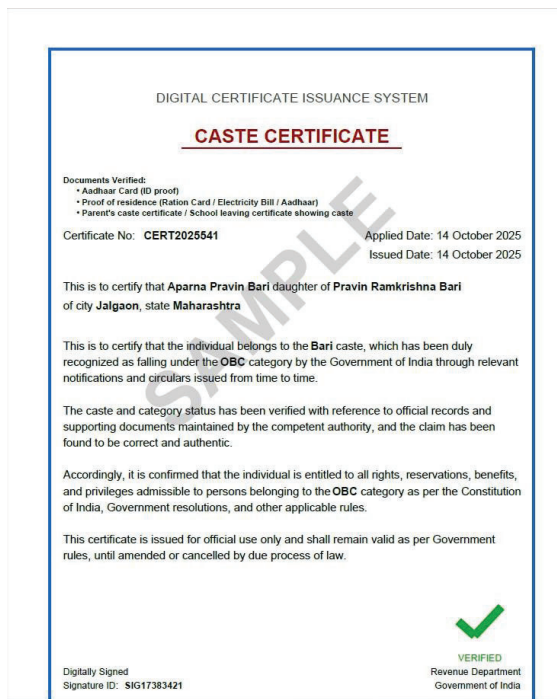 DIGITAL CERTIFICATE ISSUANCE SYSTEM
CASTE CERTIFICATE
Documents Verified:
• Aadhaar Card (ID proof)
• Proof of residence (Ration Card / Electricity Bill / Aadhaar)
• Parent's caste certificate / School leaving certificate showing caste
Certificate No: CERT2025541 Applied Date: 14 October 2025
Issued Date: 14 October 2025
This is to certify that Aparna Pravin Bari daughter of Pravin Ramkrishna Bari
of city Jalgaon, state Maharashtra
This is to certify that the individual belongs to the Bari caste, which has been duly
recognized as falling under the OBC category by the Government of India through relevant
notifications and circulars issued from time to time.
The caste and category status has been verified with reference to official records and
supporting documents maintained by the competent authority, and the claim has been
found to be correct and authentic.
Accordingly, it is confirmed that the individual is entitled to all rights, reservations, benefits,
and privileges admissible to persons belonging to the OBC category as per the Constitution
of India, Government resolutions, and other applicable rules.
This certificate is issued for official use only and shall remain valid as per Government
rules, until amended or cancelled by due process of law.
SAMPLE
VERIFIED
Digitally Signed Revenue Department
Signature ID: SIG17383421 Government of India